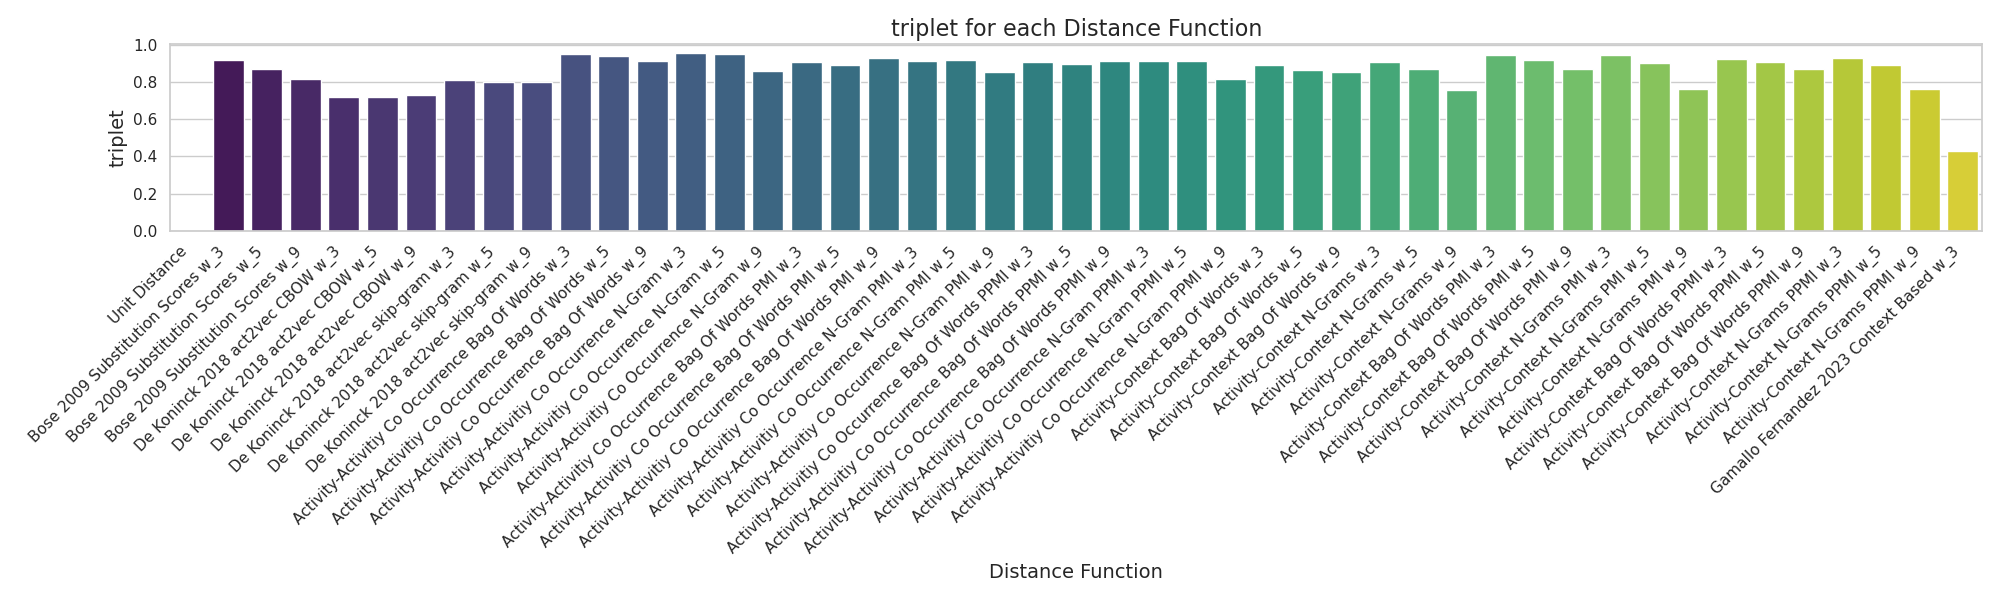 triplet for each Distance Function
triplet
1.0
0.8
0.6
0.4
0.2
0.0
Unit Distance
Bose 2009 Substitution Scores w_3
Bose 2009 Substitution Scores w_5
Bose 2009 Substitution Scores w_9
De Koninck 2018 act2vec CBOW w_3
De Koninck 2018 act2vec CBOW w_5
De Koninck 2018 act2vec CBOW w_9
De Koninck 2018 act2vec skip-gram w_3
De Koninck 2018 act2vec skip-gram w_5
De Koninck 2018 act2vec skip-gram w_9
Activity-Activitiy Co Occurrence Bag Of Words w_3
Activity-Activitiy Co Occurrence Bag Of Words w_5
Activity-Activitiy Co Occurrence Bag Of Words w_9
Activity-Activitiy Co Occurrence N-Gram w_3
Activity-Activitiy Co Occurrence N-Gram w_5
Activity-Activitiy Co Occurrence N-Gram w_9
Activity-Activitiy Co Occurrence Bag Of Words PMI w_3
Activity-Activitiy Co Occurrence Bag Of Words PMI w_5
Activity-Activitiy Co Occurrence Bag Of Words PMI w_9
Activity-Activitiy Co Occurrence N-Gram PMI w_3
Activity-Activitiy Co Occurrence N-Gram PMI w_5
Activity-Activitiy Co Occurrence N-Gram PMI w_9
Activity-Activitiy Co Occurrence Bag Of Words PPMI w_3
Activity-Activitiy Co Occurrence Bag Of Words PPMI w_5
Activity-Activitiy Co Occurrence Bag Of Words PPMI w_9
Activity-Activitiy Co Occurrence N-Gram PPMI w_3
Activity-Activitiy Co Occurrence N-Gram PPMI w_5
Activity-Activitiy Co Occurrence N-Gram PPMI w_9
Activity-Context Bag Of Words w_3
Activity-Context Bag Of Words w_5
Activity-Context Bag Of Words w_9
Activity-Context N-Grams w_3
Activity-Context N-Grams w_5
Activity-Context N-Grams w_9
Activity-Context Bag Of Words PMI w_3
Activity-Context Bag Of Words PMI w_5
Activity-Context Bag Of Words PMI w_9
Activity-Context N-Grams PMI w_3
Activity-Context N-Grams PMI w_5
Activity-Context N-Grams PMI w_9
Activity-Context Bag Of Words PPMI w_3
Activity-Context Bag Of Words PPMI w_5
Activity-Context Bag Of Words PPMI w_9
Activity-Context N-Grams PPMI w_3
Activity-Context N-Grams PPMI w_5
Activity-Context N-Grams PPMI w_9
Gamallo Fernandez 2023 Context Based w_3
Distance Function